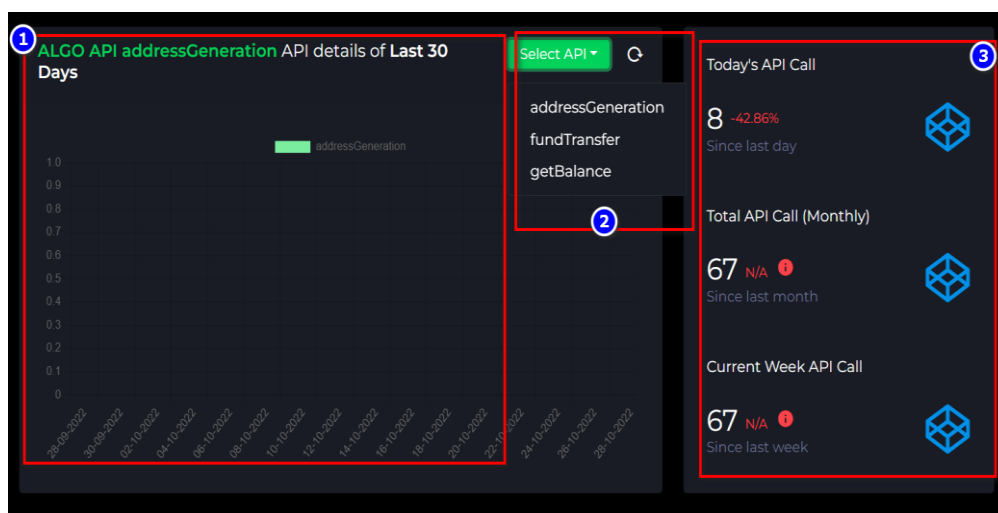 1
ALGO API addressGeneration API details of Last 30
Days
Select API
addressGeneration
fundTransfer
getBalance
2
addressGeneration
1.0
0.9
0.8
0.7
0.6
0.5
0.4
0.3
0.2
0.1
0
28-09-2022
30-09-2022
02-10-2022
04-10-2022
06-10-2022
08-10-2022
10-10-2022
12-10-2022
14-10-2022
16-10-2022
18-10-2022
20-10-2022
22-10-2022
24-10-2022
26-10-2022
28-10-2022
3
Today's API Call
8 -42.86%
Since last day
Total API Call (Monthly)
67 N/A
Since last month
Current Week API Call
67 N/A
Since last week